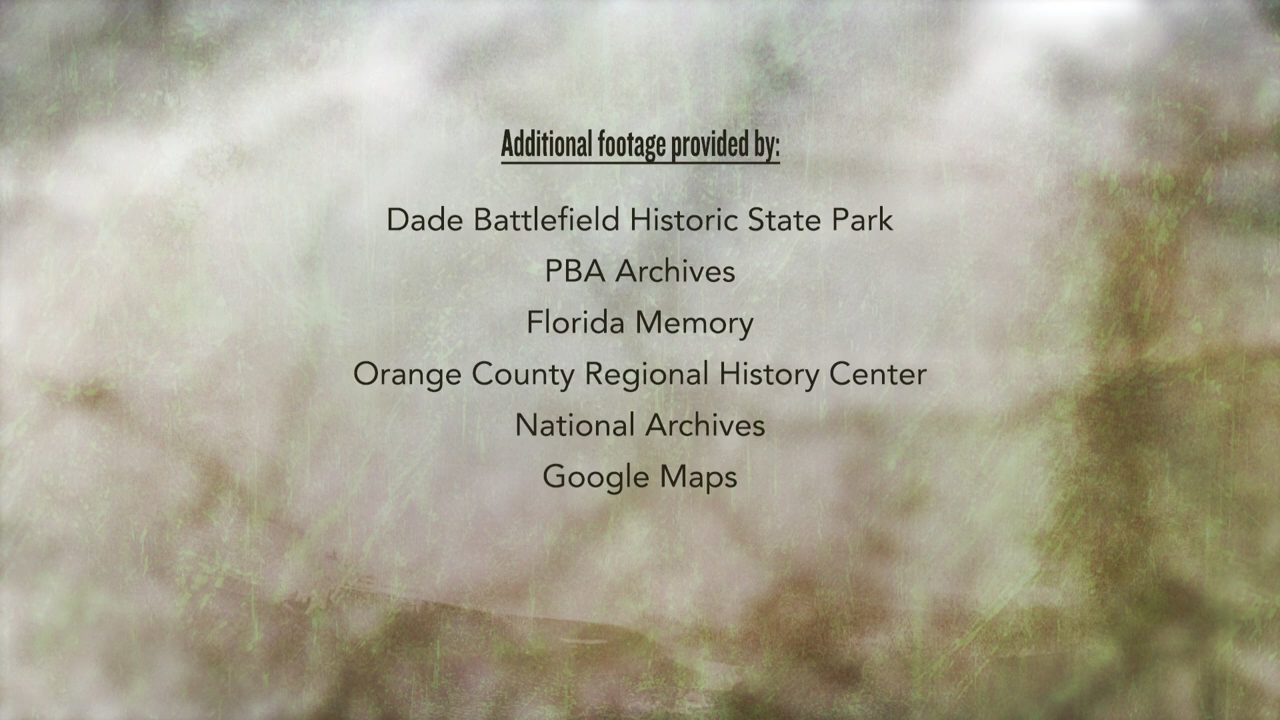 Additional footage provided by:
Dade Battlefield Historic State Park
PBA Archives
Florida Memory
Orange County Regional History Center
National Archives
Google Maps